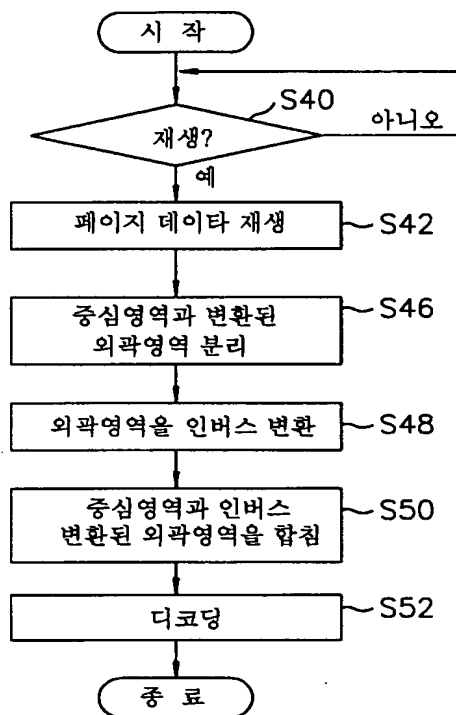 시 작
S40
재생?
아니오
예
페이지 데이타 재생
S42
중심영역과 변환된
외곽영역 분리
S46
외곽영역을 인버스 변환
S48
중심영역과 인버스
변환된 외곽영역을 합침
S50
디코딩
S52
종 료